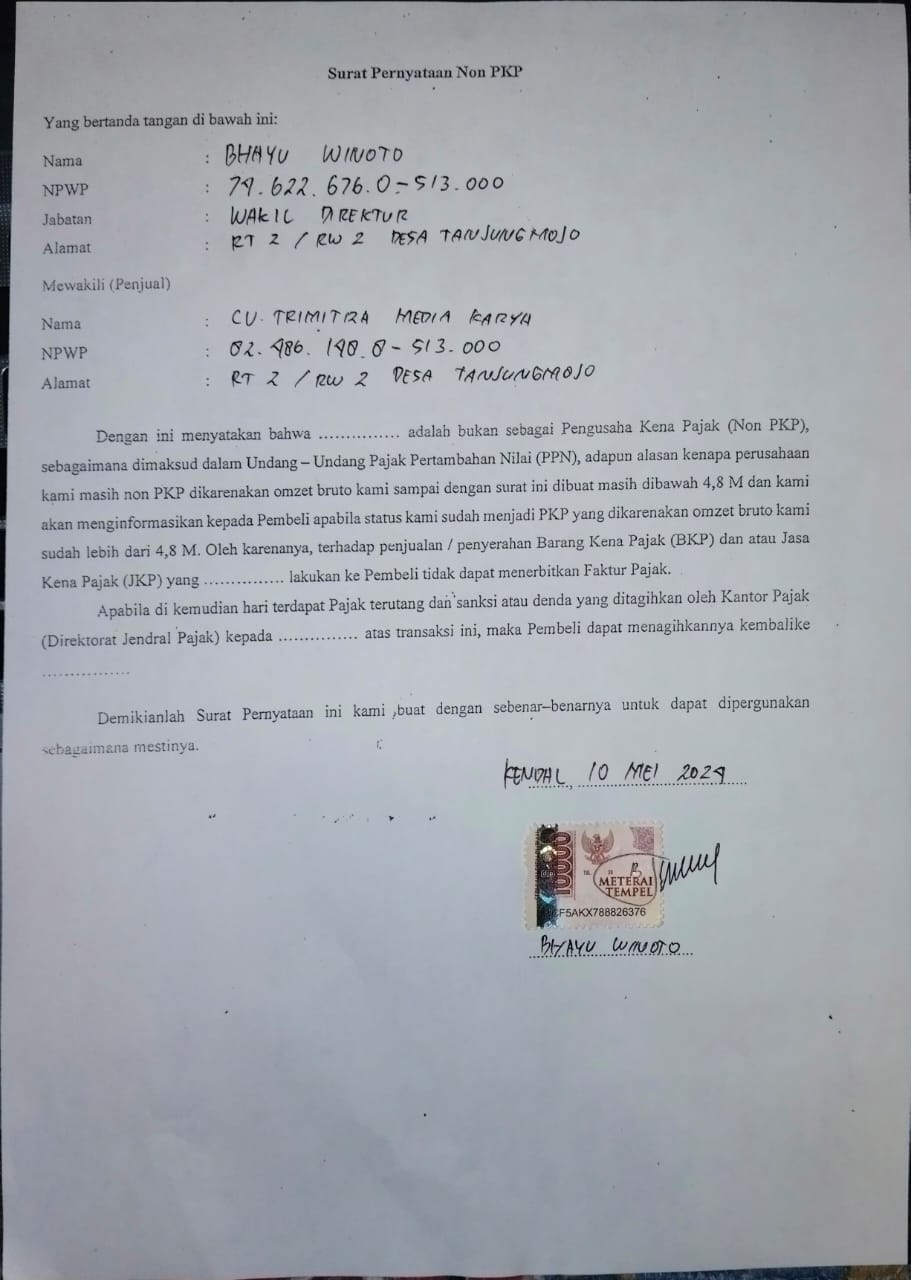 Surat Pernyataan Non PKP
Yang bertanda tangan di bawah ini:
Nama : BHAYU WINOTO
NPWP : 79.622.676.0-513.000
Jabatan : WAKIL DIREKTUR
Alamat : RT 2 / RW 2 DESA TANJUNGMOJO
Mewakili (Penjual)
Nama : CV. TRIMITRA MEDIA KARYA
NPWP : 02.486.190.8-513.000
Alamat : RT 2 / RW 2 DESA TANJUNGMOJO
Dengan ini menyatakan bahwa ............... adalah bukan sebagai Pengusaha Kena Pajak (Non PKP),
sebagaimana dimaksud dalam Undang – Undang Pajak Pertambahan Nilai (PPN), adapun alasan kenapa perusahaan
kami masih non PKP dikarenakan omzet bruto kami sampai dengan surat ini dibuat masih dibawah 4,8 M dan kami
akan menginformasikan kepada Pembeli apabila status kami sudah menjadi PKP yang dikarenakan omzet bruto kami
sudah lebih dari 4,8 M. Oleh karenanya, terhadap penjualan / penyerahan Barang Kena Pajak (BKP) dan atau Jasa
Kena Pajak (JKP) yang ............... lakukan ke Pembeli tidak dapat menerbitkan Faktur Pajak.
Apabila di kemudian hari terdapat Pajak terutang dan sanksi atau denda yang ditagihkan oleh Kantor Pajak
(Direktorat Jendral Pajak) kepada ............... atas transaksi ini, maka Pembeli dapat menagihkannya kembalike
................
Demikianlah Surat Pernyataan ini kami buat dengan sebenar–benarnya untuk dapat dipergunakan
sebagaimana mestinya.
KENDAL, 10 MEI 2024
10000
METERAI
TEMPEL
CF5AKX788826376
BHAYU WINOTO